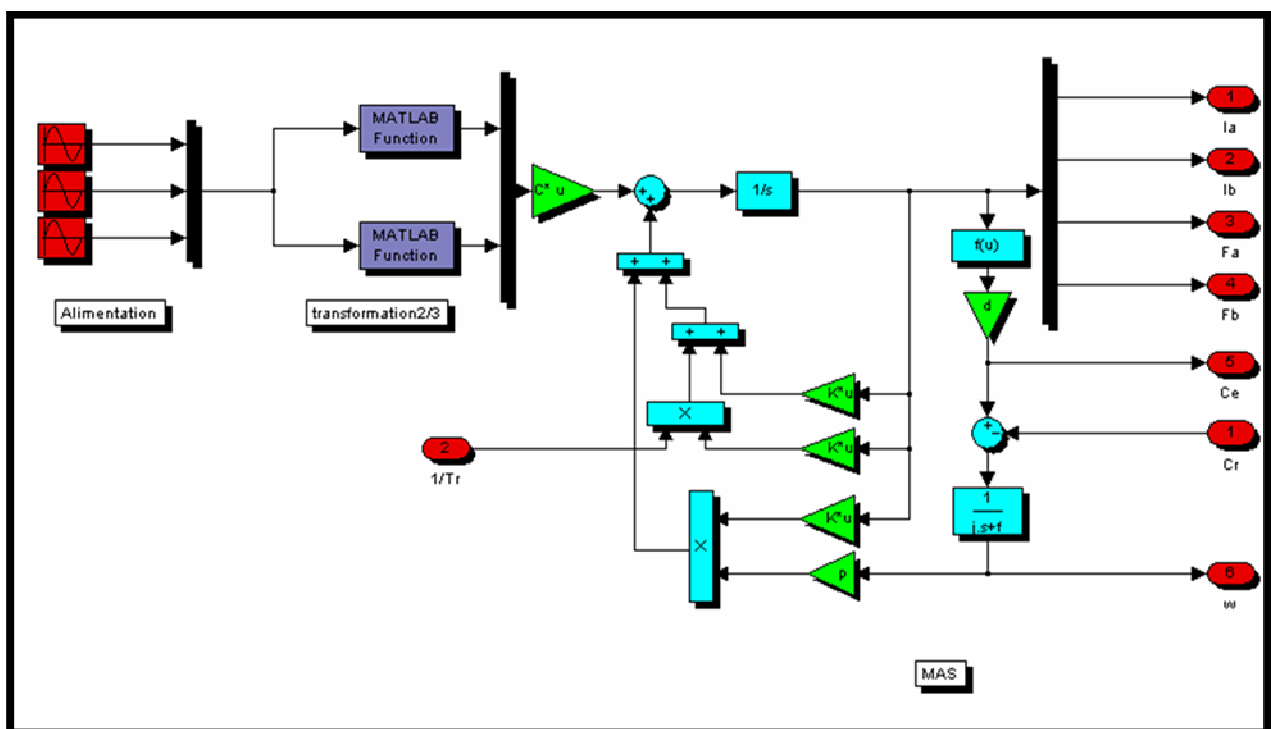 MATLAB
Function
MATLAB
Function
Alimentation
transformation2/3
C* u
+
+
1/s
+ +
+ +
X
K*u
K*u
K*u
X
p
2
1/Tr
f(u)
d
+
-
1
j.s+f
1
Ia
2
Ib
3
Fa
4
Fb
5
Ce
1
Cr
6
w
MAS